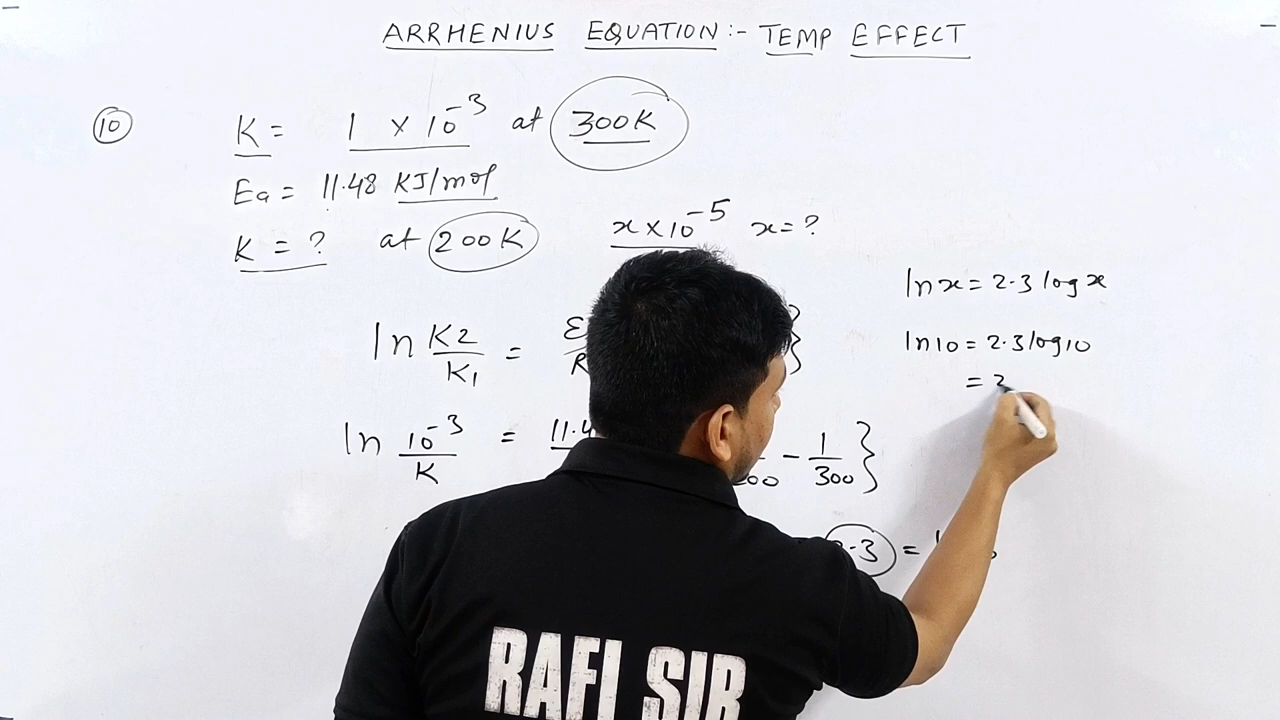 ARRHENIUS EQUATION :- TEMP EFFECT
10 K = 1 × 10⁻³ at 300K
Ea = 11.48 KJ/mol
K = ? at 200K x × 10⁻⁵ x = ?
ln x = 2.3 log x
ln K2/K1 = E R }
ln 10 = 2.3 log 10
=
ln 10⁻³/K = 11.4 - 1/300 }
=
RAFI SIR